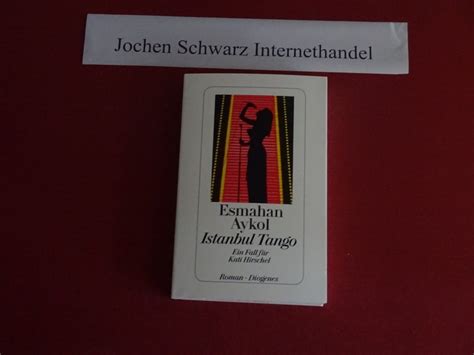 Jochen Schwarz Internethandel
Esmahan
Aykol
Istanbul Tango
Ein Fall für
Kati Hirschel
Roman · Diogenes